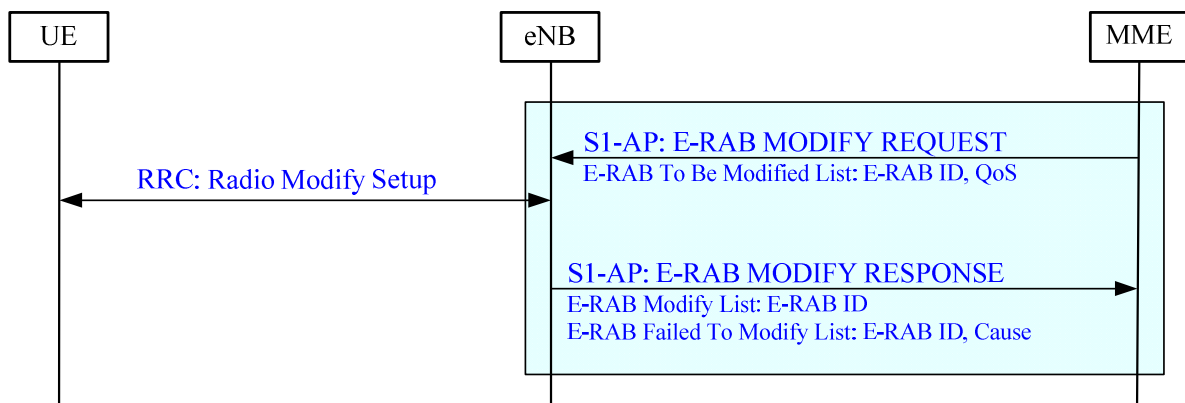 UE
eNB
MME
S1-AP: E-RAB MODIFY REQUEST
E-RAB To Be Modified List: E-RAB ID, QoS
RRC: Radio Modify Setup
S1-AP: E-RAB MODIFY RESPONSE
E-RAB Modify List: E-RAB ID
E-RAB Failed To Modify List: E-RAB ID, Cause